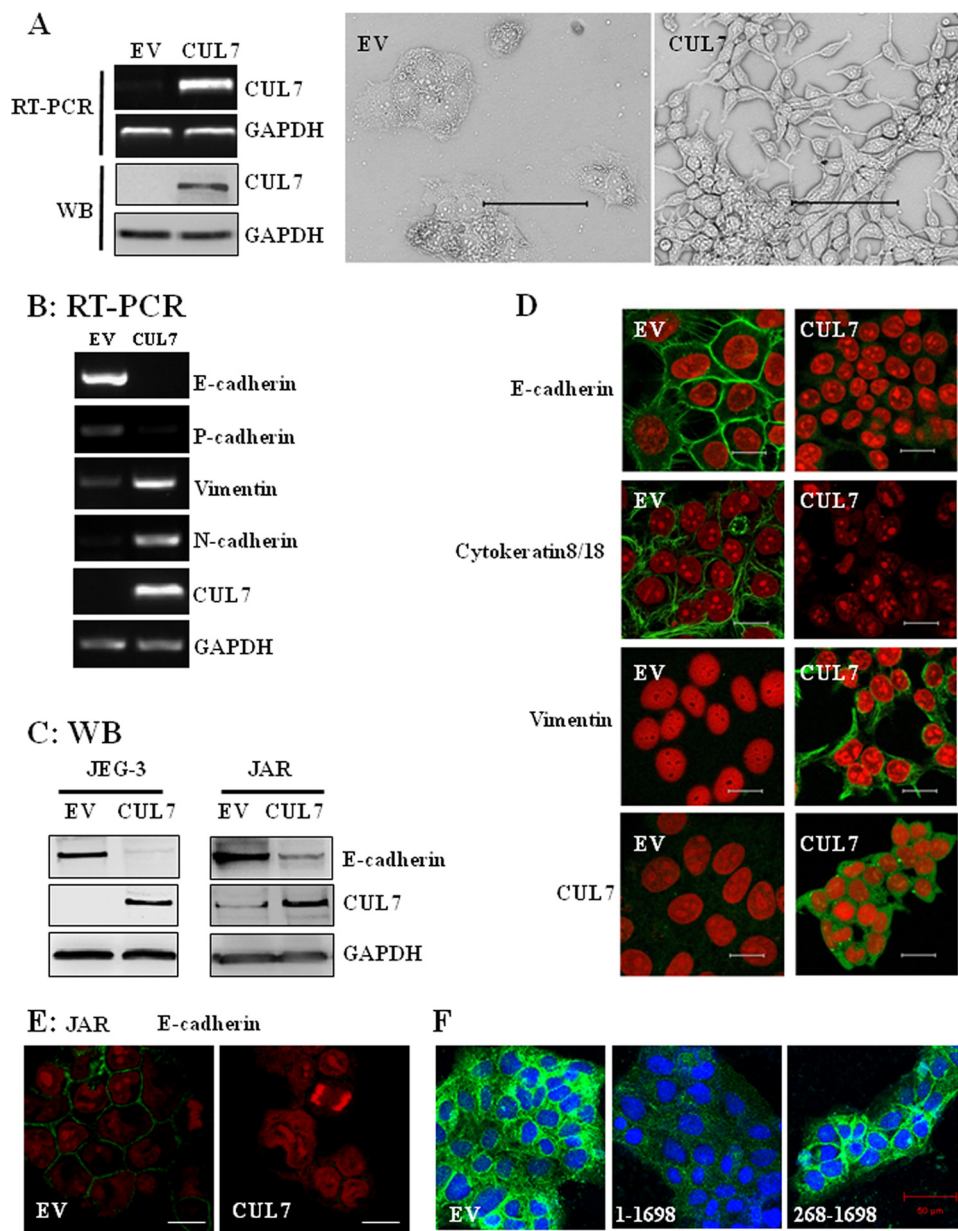 A
EV CUL7
RT-PCR
CUL7
GAPDH
WB
CUL7
GAPDH
EV
CUL7
B: RT-PCR
EV CUL7
E-cadherin
P-cadherin
Vimentin
N-cadherin
CUL7
GAPDH
C: WB
JEG-3 JAR
EV CUL7 EV CUL7
E-cadherin
CUL7
GAPDH
D
E-cadherin
EV
CUL7
Cytokeratin8/18
EV
CUL7
Vimentin
EV
CUL7
CUL7
EV
CUL7
E: JAR E-cadherin
EV
CUL7
F
EV
1-1698
268-1698
50 μm